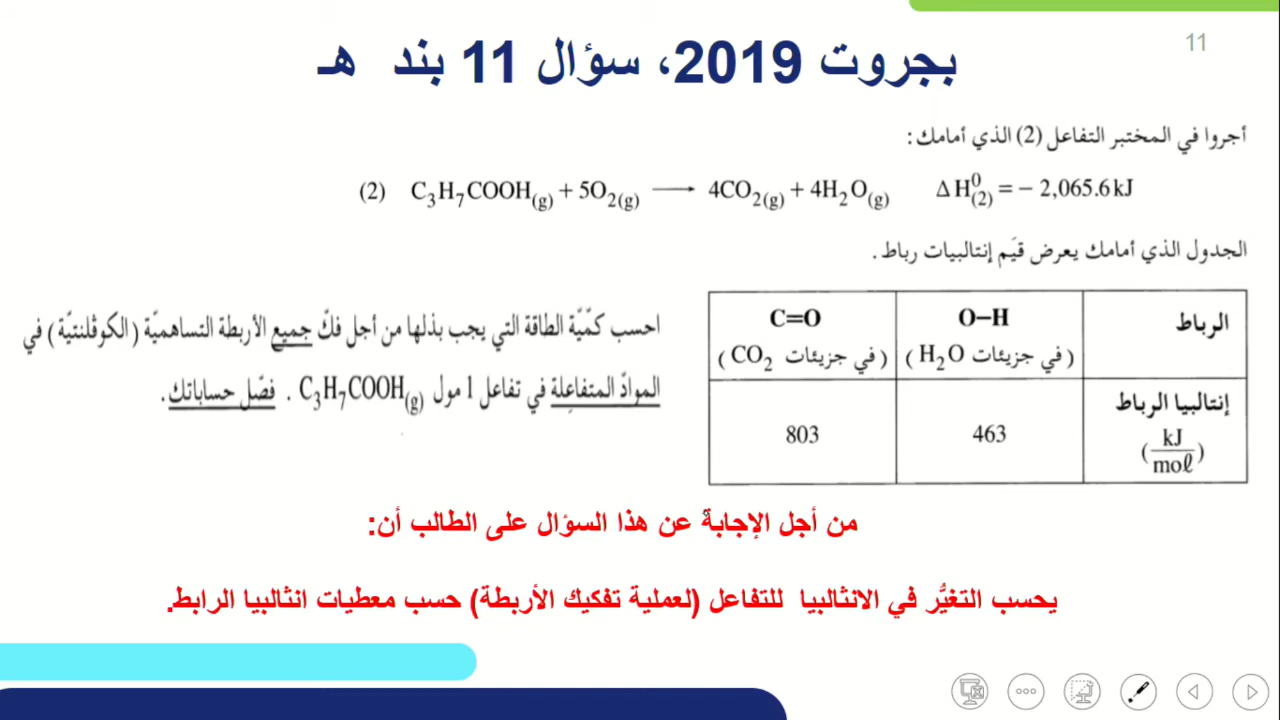 11
بجروت 2019، سؤال 11 بند هـ
أجروا في المختبر التفاعل (2) الذي أمامك :
(2) C₃H₇COOH(g) + 5O₂(g) ⟶ 4CO₂(g) + 4H₂O(g) ΔH⁰(2) = − 2,065.6 kJ
الجدول الذي أمامك يعرض قيَم إنتالبيات رباط .
الرباط O–H (في جزيئات H₂O) C=O (في جزيئات CO₂)
إنتالبيا الرباط (kJ/moℓ) 463 803
احسب كمّيّة الطاقة التي يجب بذلها من أجل فكّ جميع الأربطة التساهميّة (الكوڤلنتيّة) في
الموادّ المتفاعِلة في تفاعل 1 مول C₃H₇COOH(g) . فصّل حساباتك .
من أجل الإجابة عن هذا السؤال على الطالب أن:
يحسب التغيُّر في الانثالبيا للتفاعل (لعملية تفكيك الأربطة) حسب معطيات انثالبيا الرابط.